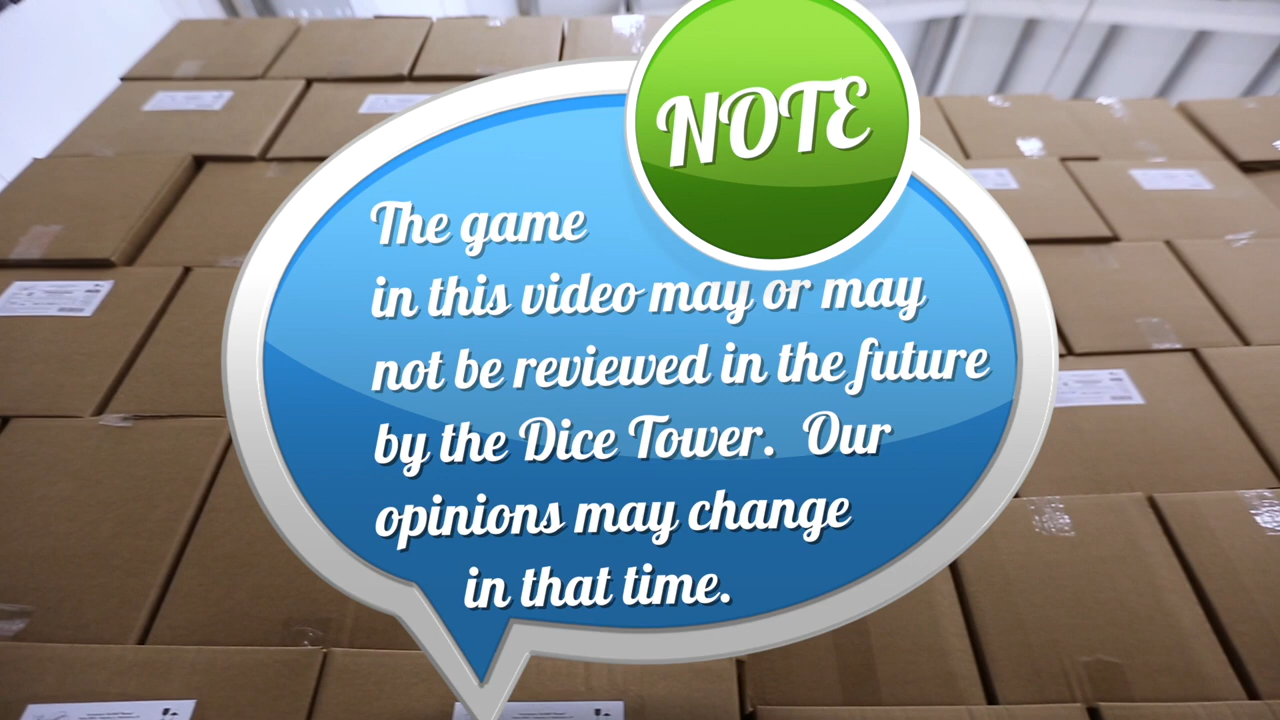 NOTE
The game
in this video may or may
not be reviewed in the future
by the Dice Tower. Our
opinions may change
in that time.